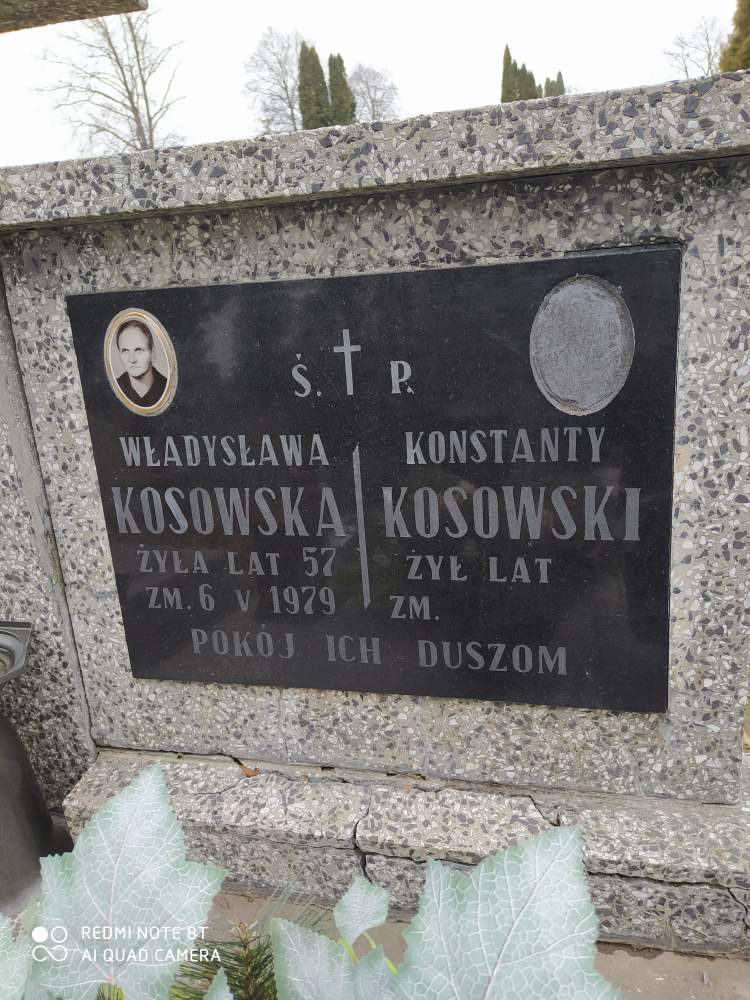 Ś. P.
WŁADYSŁAWA
KOSOWSKA
ŻYŁA LAT 57
ZM. 6 V 1979
KONSTANTY
KOSOWSKI
ŻYŁ LAT
ZM.
POKÓJ ICH DUSZOM
REDMI NOTE 8T
AI QUAD CAMERA